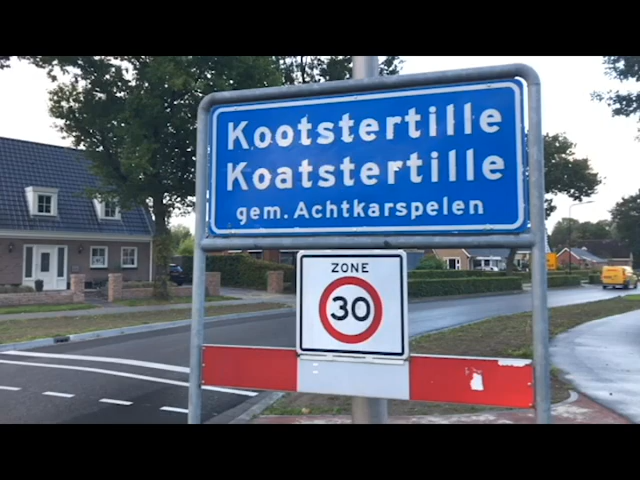 Kootstertille
Koatstertille
gem. Achtkarspelen
ZONE
30